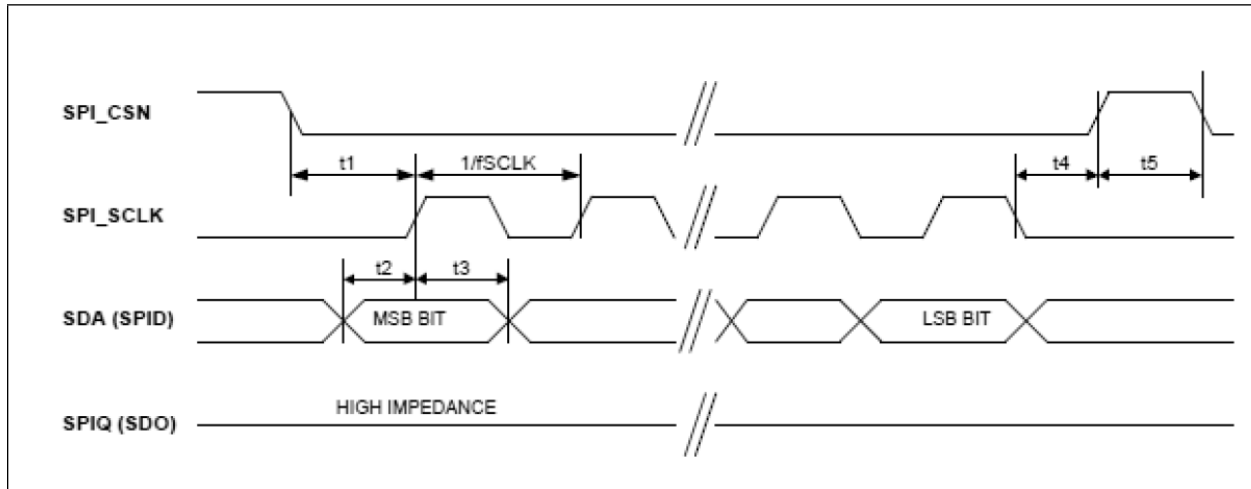 SPI_CSN
t1
1/fSCLK
t4
t5
SPI_SCLK
t2
t3
SDA (SPID)
MSB BIT
LSB BIT
HIGH IMPEDANCE
SPIQ (SDO)